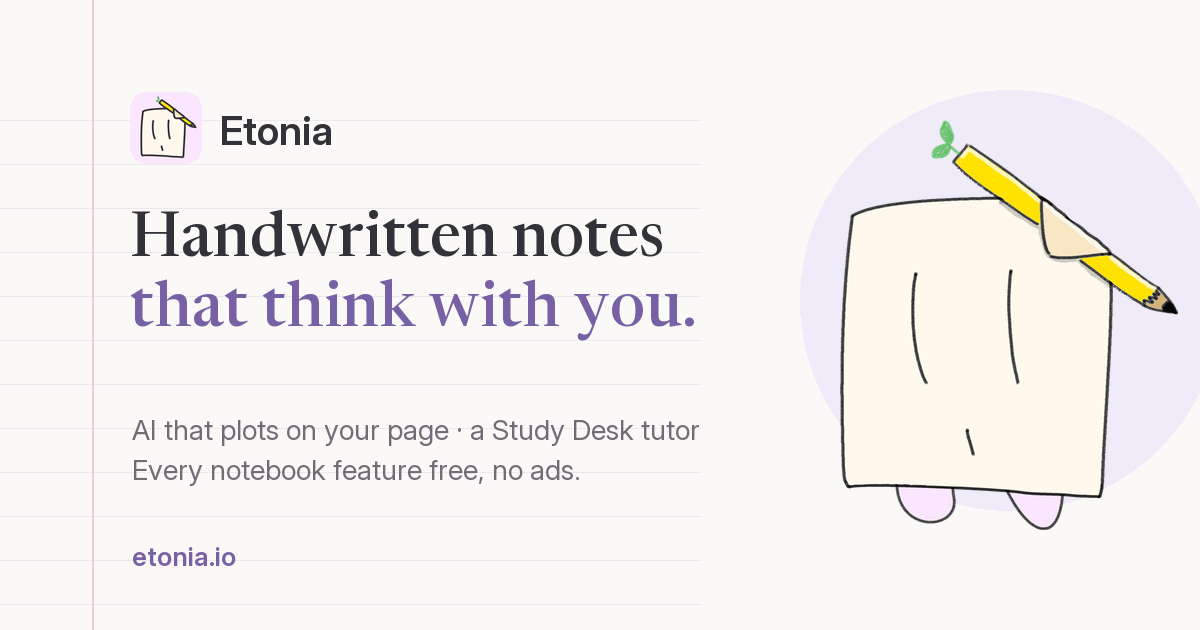 Etonia
Handwritten notes
that think with you.
AI that plots on your page · a Study Desk tutor
Every notebook feature free, no ads.
etonia.io